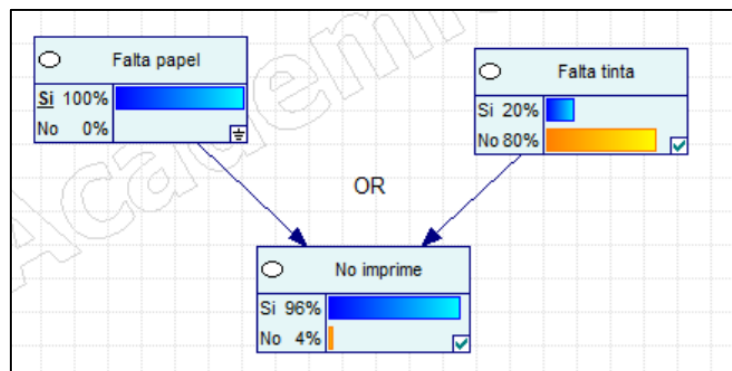 Falta papel
Si 100%
No 0%
Falta tinta
Si 20%
No 80%
OR
No imprime
Si 96%
No 4%
Academi